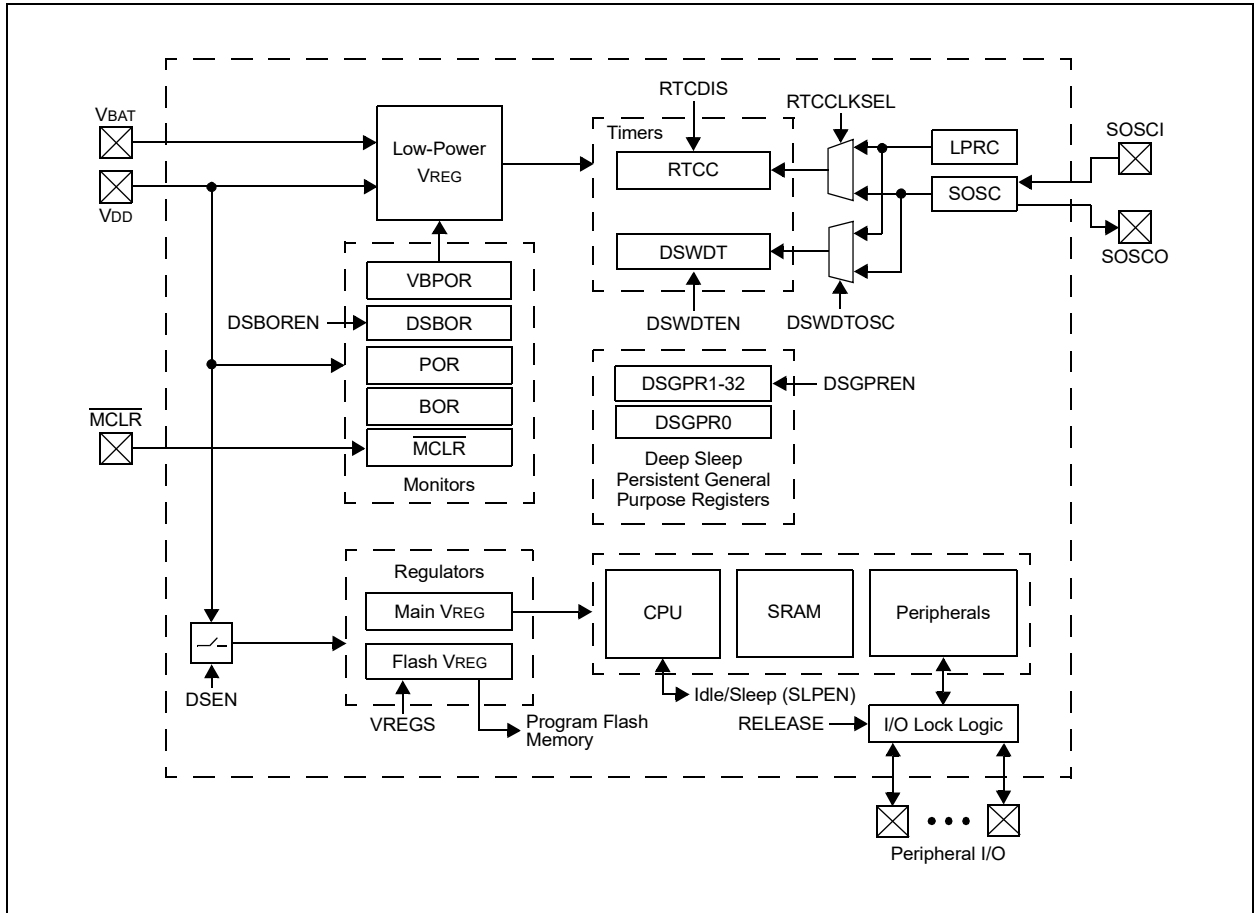 RTCDIS
RTCCLKSEL
VBAT
VDD
Low-Power
VREG
Timers
RTCC
LPRC
SOSC
SOSCI
SOSCO
DSWDT
DSWDTEN
DSWDTOSC
VBPOR
DSBOREN
DSBOR
POR
BOR
MCLR
MCLR
Monitors
DSGPR1-32
DSGPREN
DSGPR0
Deep Sleep
Persistent General
Purpose Registers
Regulators
Main VREG
Flash VREG
DSEN
VREGS
Program Flash
Memory
CPU
SRAM
Peripherals
Idle/Sleep (SLPEN)
RELEASE
I/O Lock Logic
Peripheral I/O